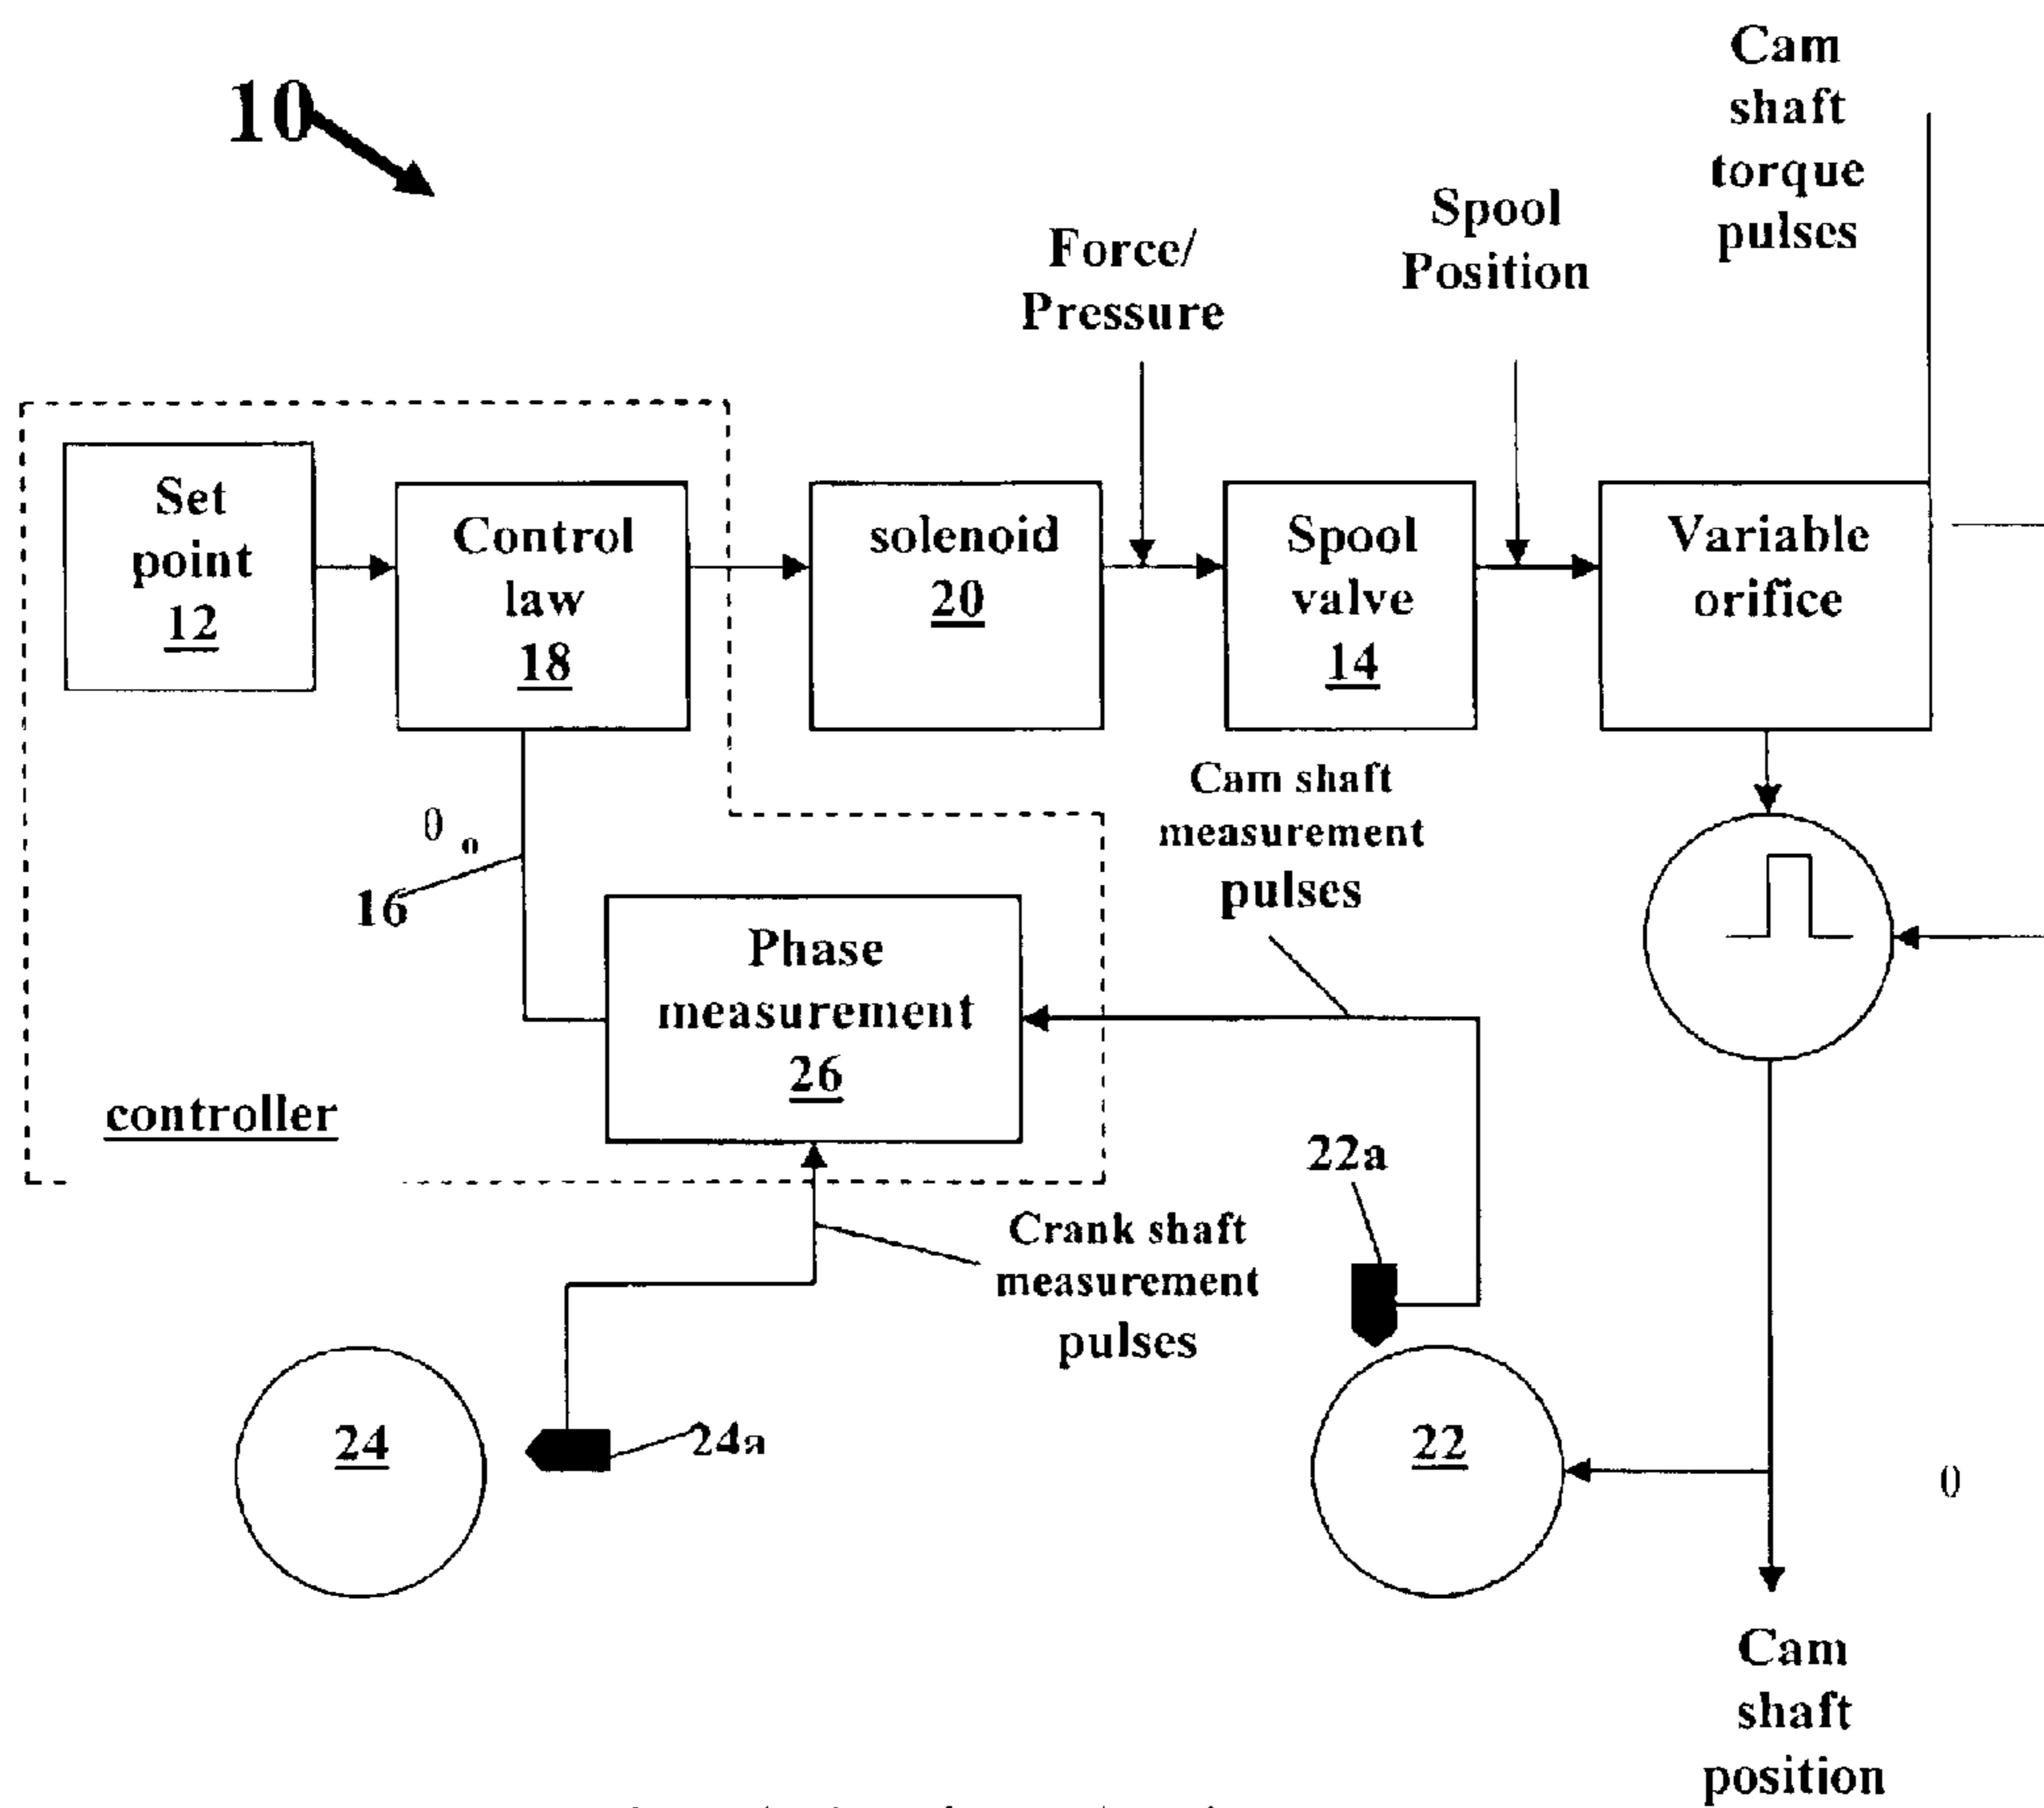 10
Cam
shaft
torque
pulses
Force/
Pressure
Spool
Position
Set
point
12
Control
law
18
solenoid
20
Spool
valve
14
Variable
orifice
θ o
16
Cam shaft
measurement
pulses
Phase
measurement
26
controller
22a
Crank shaft
measurement
pulses
24
24a
22
θ
Cam
shaft
position